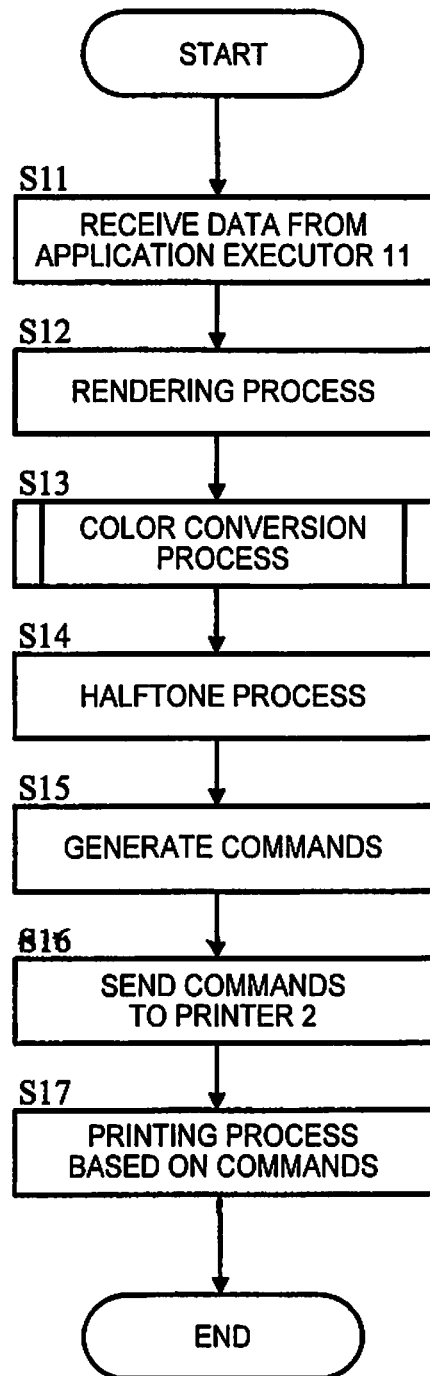 START
S11
RECEIVE DATA FROM
APPLICATION EXECUTOR 11
S12
RENDERING PROCESS
S13
COLOR CONVERSION
PROCESS
S14
HALFTONE PROCESS
S15
GENERATE COMMANDS
S16
SEND COMMANDS
TO PRINTER 2
S17
PRINTING PROCESS
BASED ON COMMANDS
END